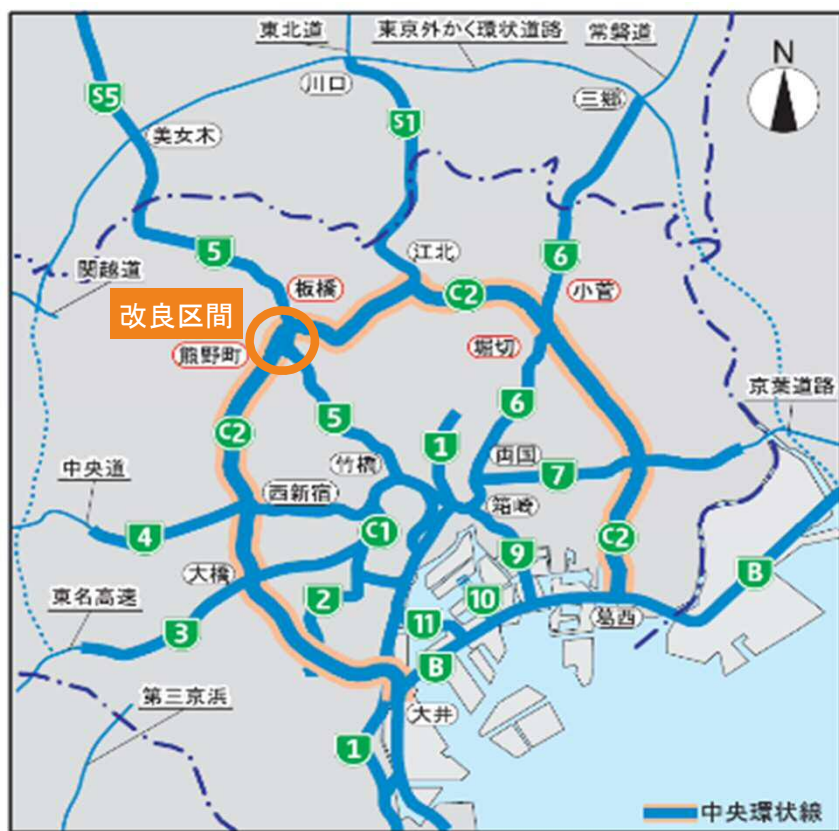 東北道
東京外かく環状道路
常磐道
川口
N
S5
三郷
S1
美女木
江北
6
5
関越道
板橋
C2
小菅
改良区間
熊野町
堀切
5
6
京葉道路
C2
1
両国
竹橋
7
中央道
西新宿
箱崎
C1
4
C2
9
大橋
B
東名高速
2
10
葛西
3
11
B
第三京浜
大井
1
中央環状線